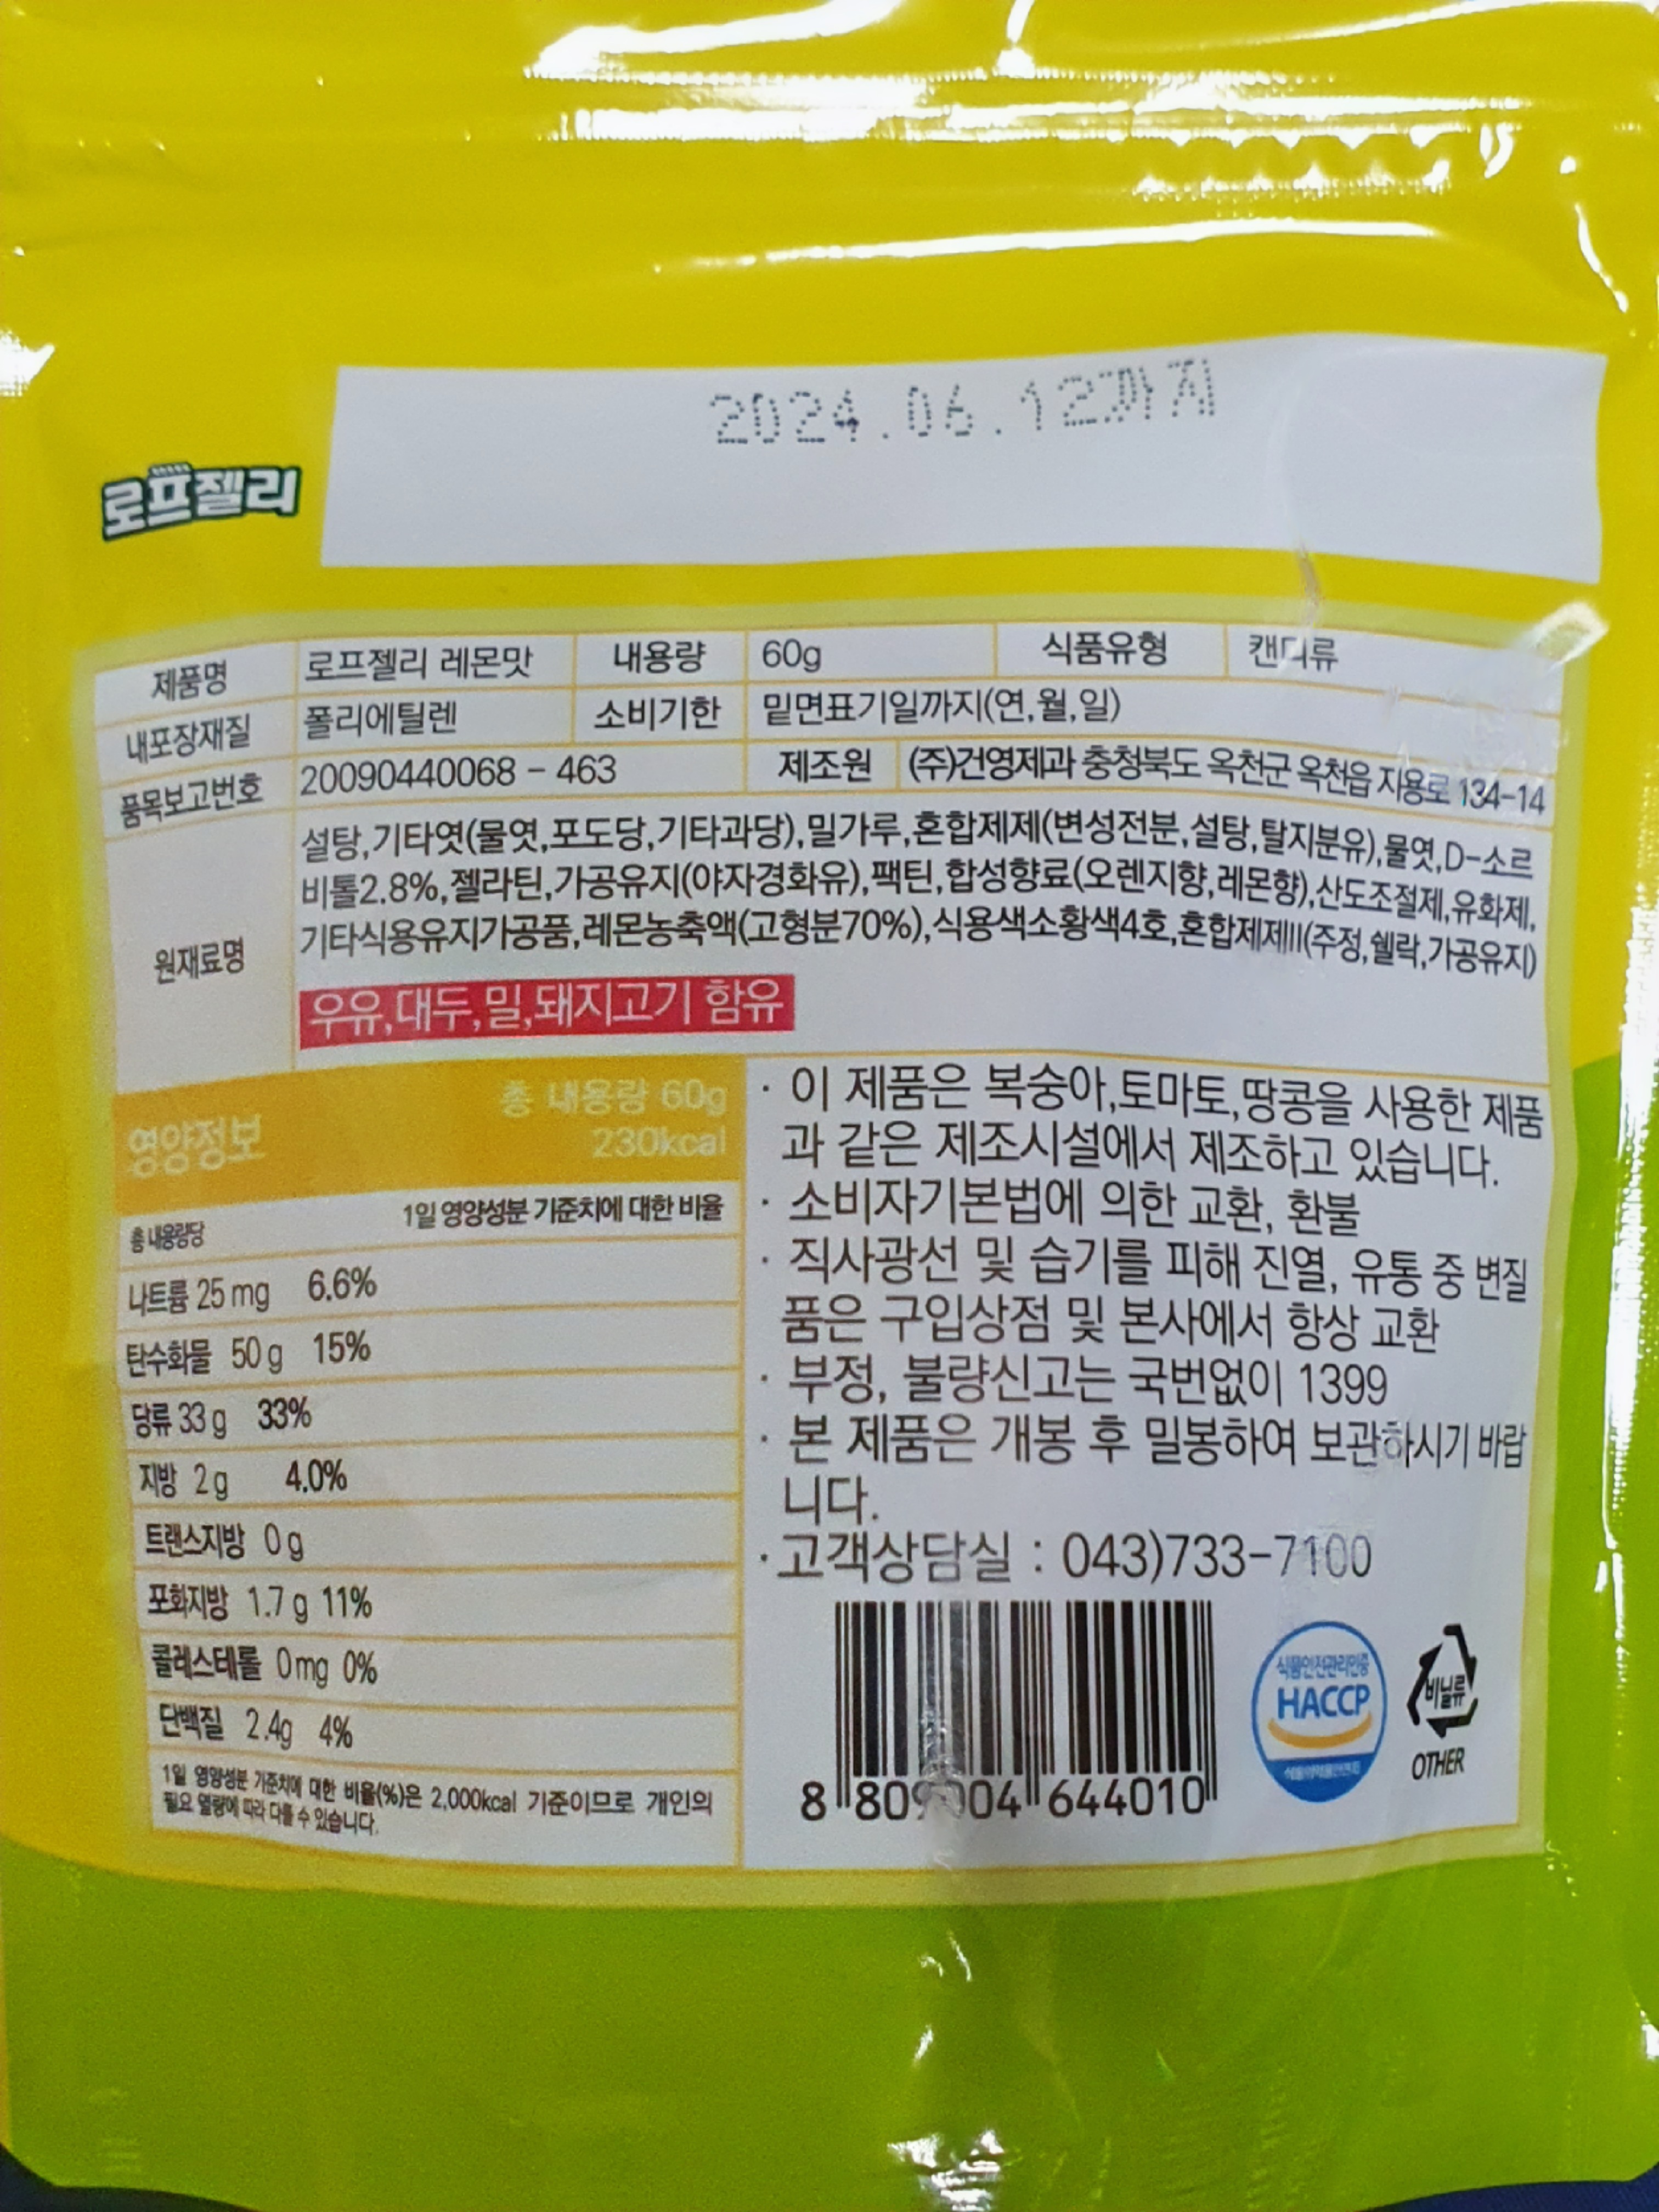 2024.06.12까지
로프젤리
제품명 로프젤리 레몬맛 내용량 60g 식품유형 캔디류
내포장재질 폴리에틸렌 소비기한 밑면표기일까지(연,월,일)
품목보고번호 20090440068 - 463 제조원 (주)건영제과 충청북도 옥천군 옥천읍 지용로 134-14
원재료명
설탕,기타엿(물엿,포도당,기타과당),밀가루,혼합제제(변성전분,설탕,탈지분유),물엿,D-소르
비톨2.8%,젤라틴,가공유지(야자경화유),팩틴,합성향료(오렌지향,레몬향),산도조절제,유화제,
기타식용유지가공품,레몬농축액(고형분70%),식용색소황색4호,혼합제제II(주정,쉘락,가공유지)
우유,대두,밀,돼지고기 함유
영양정보 총 내용량 60g
230kcal
총 내용량당 1일 영양성분 기준치에 대한 비율
나트륨 25 mg 6.6%
탄수화물 50 g 15%
당류 33 g 33%
지방 2 g 4.0%
트랜스지방 0 g
포화지방 1.7 g 11%
콜레스테롤 0 mg 0%
단백질 2.4g 4%
1일 영양성분 기준치에 대한 비율(%)은 2,000kcal 기준이므로 개인의
필요 열량에 따라 다를 수 있습니다.
· 이 제품은 복숭아,토마토,땅콩을 사용한 제품
과 같은 제조시설에서 제조하고 있습니다.
· 소비자기본법에 의한 교환, 환불
· 직사광선 및 습기를 피해 진열, 유통 중 변질
품은 구입상점 및 본사에서 항상 교환
· 부정, 불량신고는 국번없이 1399
· 본 제품은 개봉 후 밀봉하여 보관하시기 바랍
니다.
· 고객상담실 : 043)733-7100
8 809004 644010
식품안전관리인증
HACCP
비닐류
OTHER